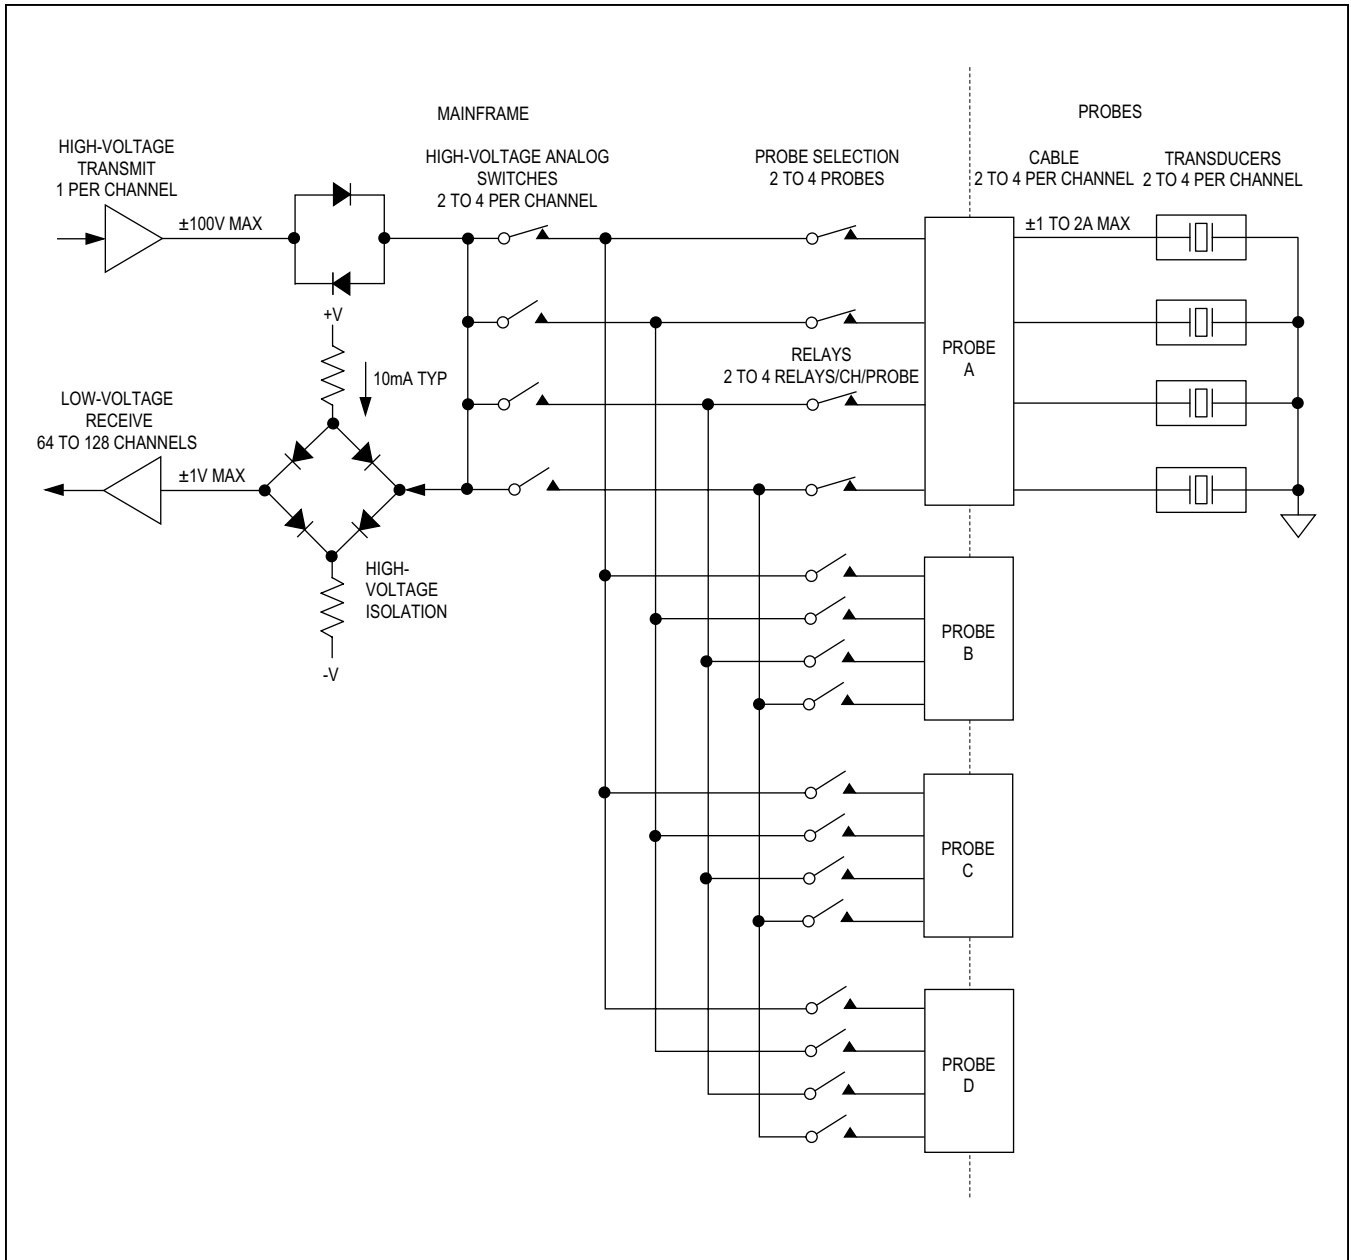 MAINFRAME
PROBES
HIGH-VOLTAGE
TRANSMIT
1 PER CHANNEL
HIGH-VOLTAGE ANALOG
SWITCHES
2 TO 4 PER CHANNEL
PROBE SELECTION
2 TO 4 PROBES
CABLE
2 TO 4 PER CHANNEL
TRANSDUCERS
2 TO 4 PER CHANNEL
±100V MAX
±1 TO 2A MAX
+V
10mA TYP
RELAYS
2 TO 4 RELAYS/CH/PROBE
PROBE
A
LOW-VOLTAGE
RECEIVE
64 TO 128 CHANNELS
±1V MAX
HIGH-
VOLTAGE
ISOLATION
-V
PROBE
B
PROBE
C
PROBE
D